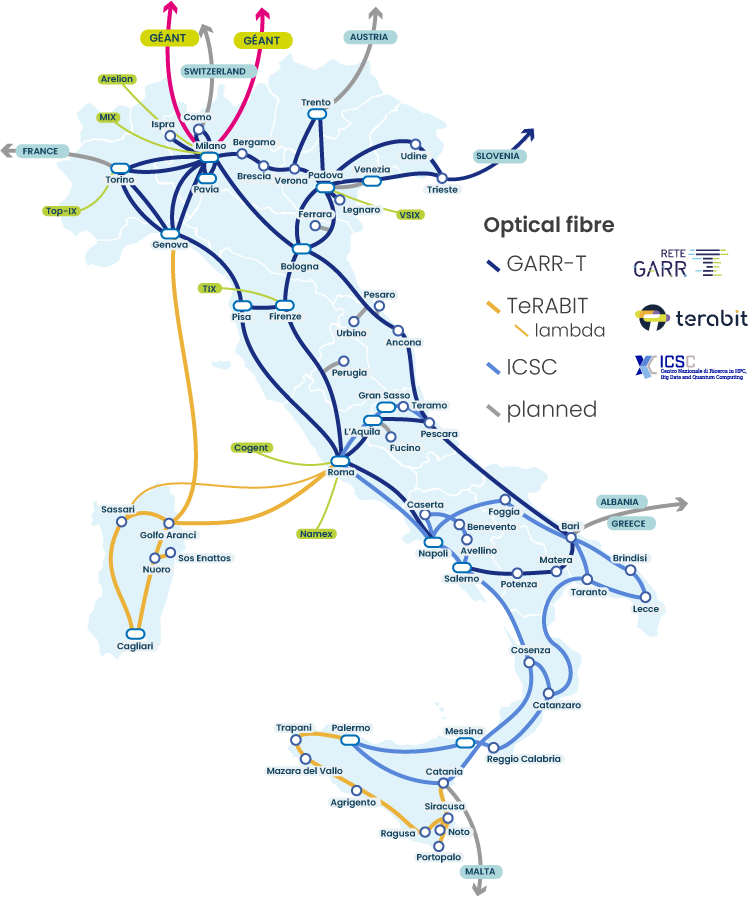 GÉANT
GÉANT
AUSTRIA
SWITZERLAND
Arelion
MIX
Como
Ispra
Milano
Bergamo
Trento
FRANCE
Torino
Pavia
Brescia
Verona
Padova
Venezia
Udine
SLOVENIA
Trieste
Top-IX
Legnaro
VSIX
Ferrara
Genova
Bologna
Optical fibre
GARR-T
RETE
GARR
TeRABIT
lambda
terabit
ICSC
ICSC
Centro Nazionale di Ricerca in HPC,
Big Data and Quantum Computing
planned
TIX
Pisa
Firenze
Pesaro
Urbino
Ancona
Perugia
Gran Sasso
Teramo
L'Aquila
Pescara
Fucino
Cogent
Roma
Namex
Sassari
Golfo Aranci
Sos Enattos
Nuoro
Cagliari
Caserta
Foggia
Benevento
Avellino
Napoli
Salerno
Bari
ALBANIA
GREECE
Matera
Potenza
Brindisi
Taranto
Lecce
Cosenza
Catanzaro
Trapani
Palermo
Messina
Reggio Calabria
Mazara del Vallo
Catania
Agrigento
Siracusa
Ragusa
Noto
Portopalo
MALTA